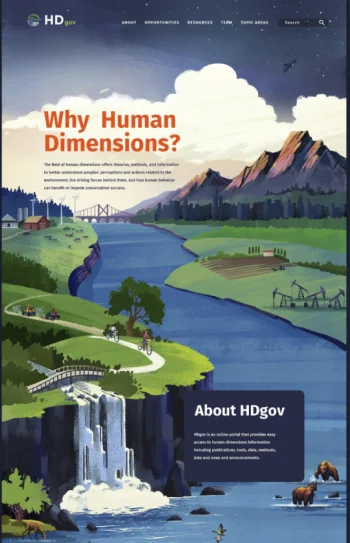 HDgov
ABOUT OPPORTUNITIES RESOURCES TEAM TOPIC AREAS Search
Why Human
Dimensions?
The field of human dimensions offers theories, methods, and information
to better understand peoples' perceptions and actions related to the
environment, the driving forces behind them, and how human behavior
can benefit or impede conservation success.
About HDgov
HDgov is an online portal that provides easy
access to human dimensions information
including publications, tools, data, methods,
jobs and news and announcements.